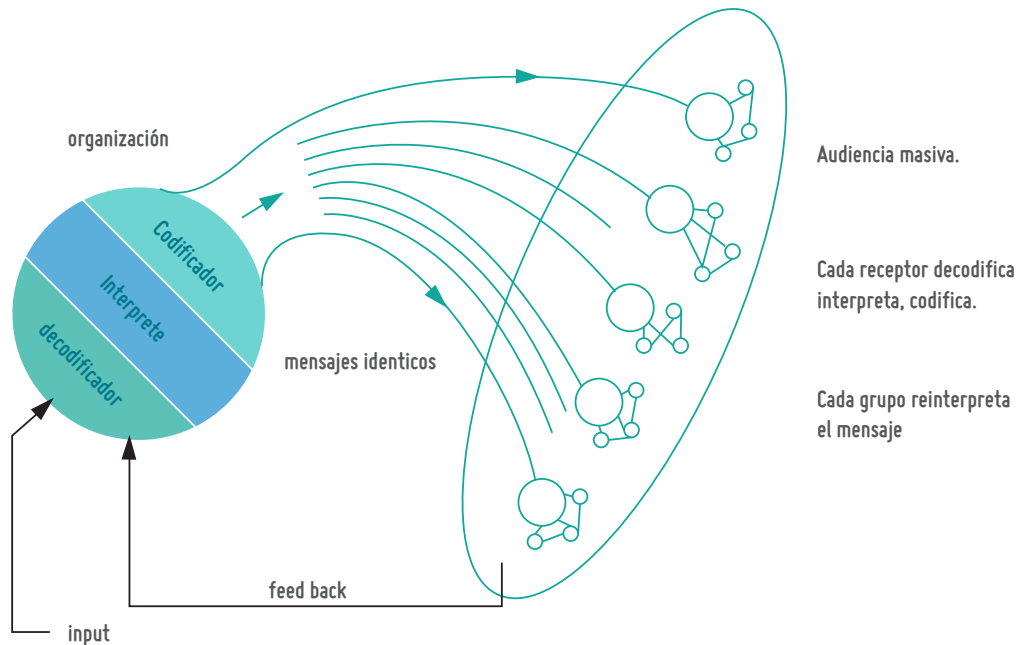 organización
Codificador
Interprete
decodificador
mensajes identicos
Audiencia masiva.
Cada receptor decodifica
interpreta, codifica.
Cada grupo reinterpreta
el mensaje
feed back
input